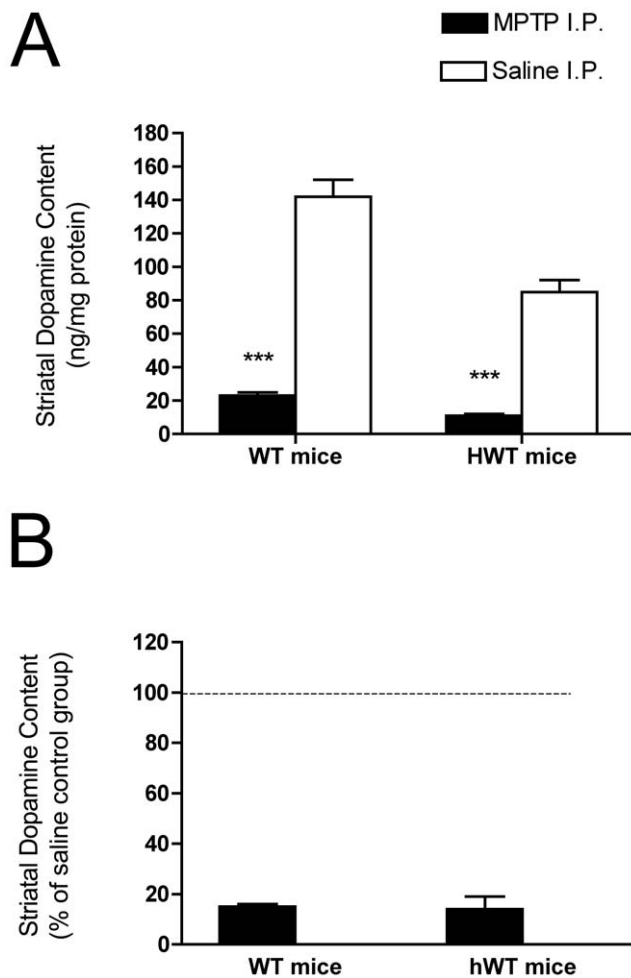 A
MPTP I.P.
Saline I.P.
Striatal Dopamine Content
(ng/mg protein)
180
160
140
120
100
80
60
40
20
0
***
***
WT mice
HWT mice
B
Striatal Dopamine Content
(% of saline control group)
120
100
80
60
40
20
0
WT mice
hWT mice